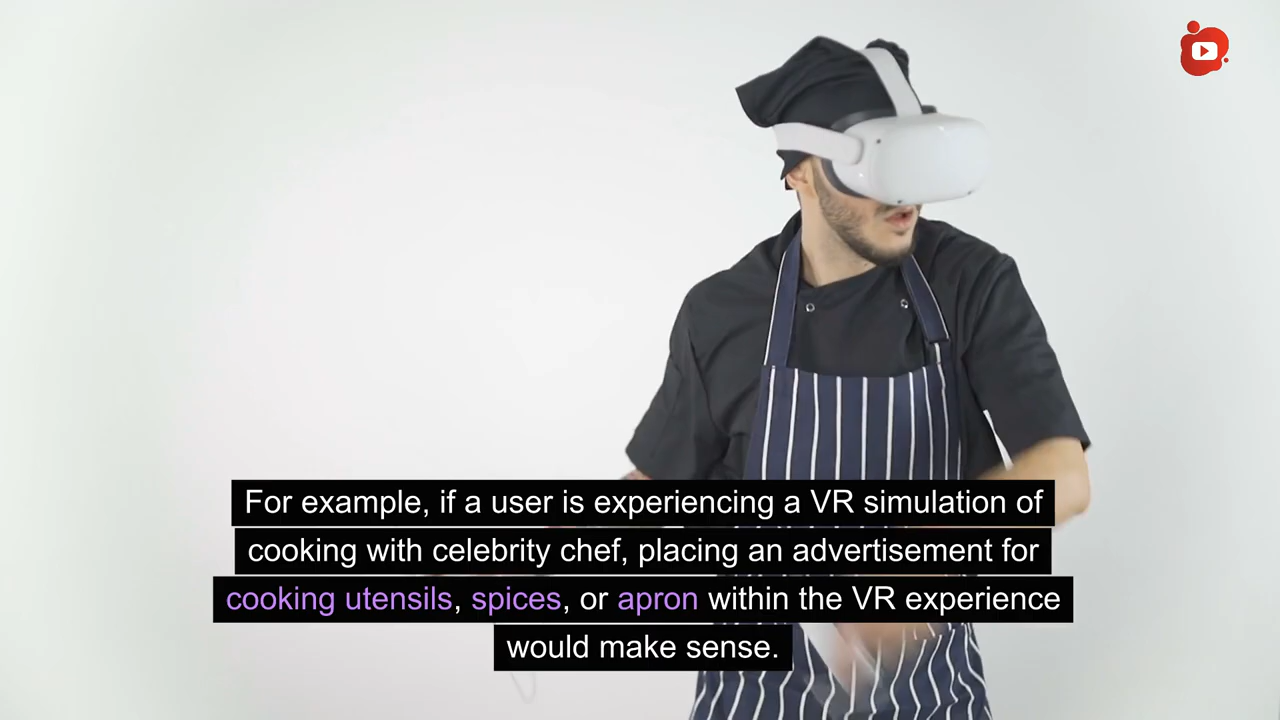 For example, if a user is experiencing a VR simulation of
cooking with celebrity chef, placing an advertisement for
cooking utensils, spices, or apron within the VR experience
would make sense.